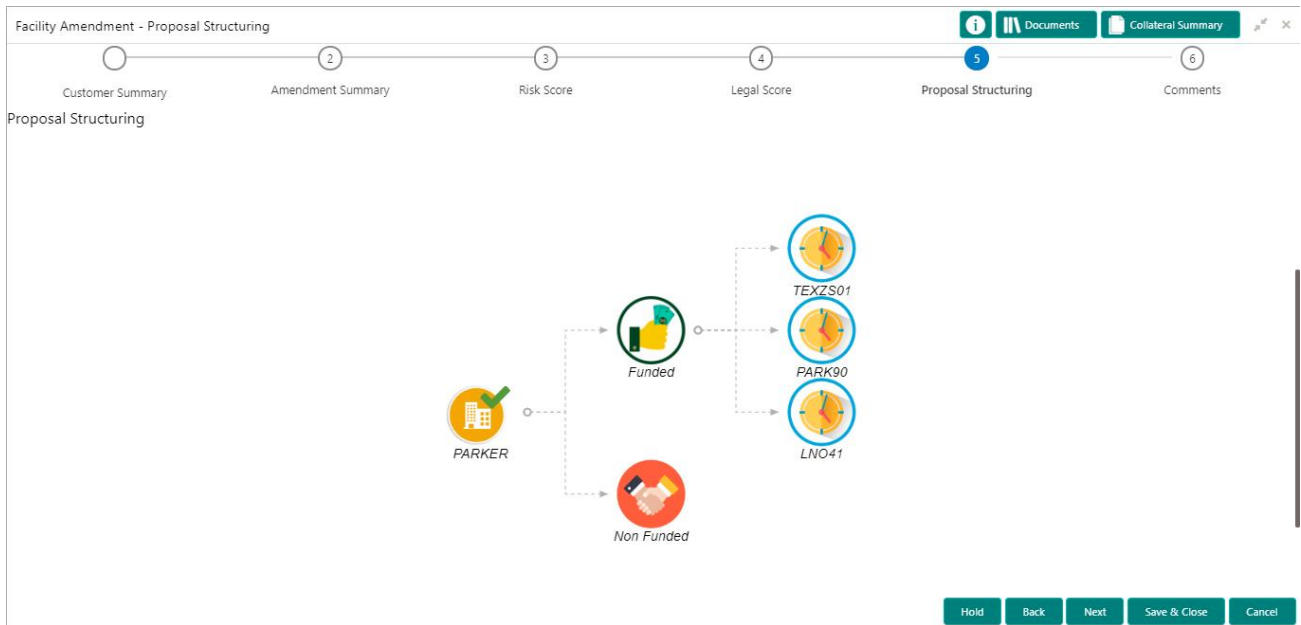 Facility Amendment - Proposal Structuring
Documents
Collateral Summary
2
3
4
5
6
Customer Summary
Amendment Summary
Risk Score
Legal Score
Proposal Structuring
Comments
Proposal Structuring
TEXZS01
Funded
PARK90
PARKER
LNO41
Non Funded
Hold
Back
Next
Save & Close
Cancel